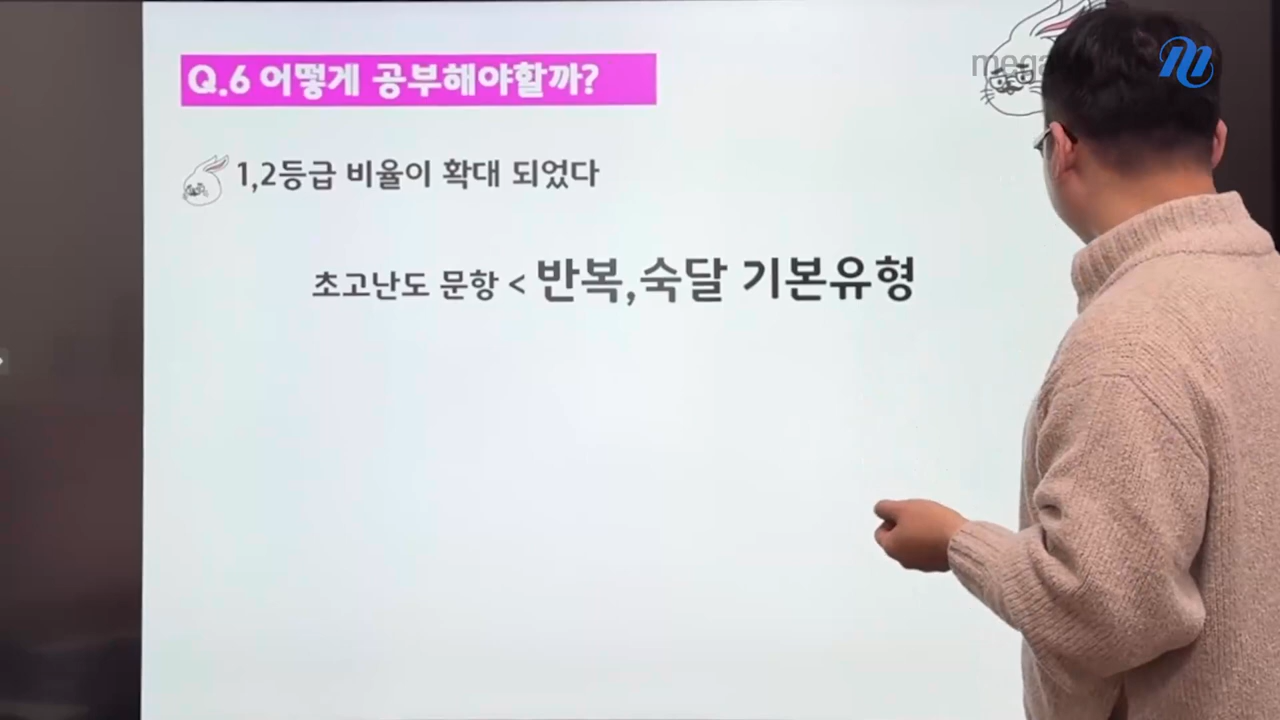 Q.6 어떻게 공부해야할까?
mega
1,2등급 비율이 확대 되었다
초고난도 문항 < 반복,숙달 기본유형